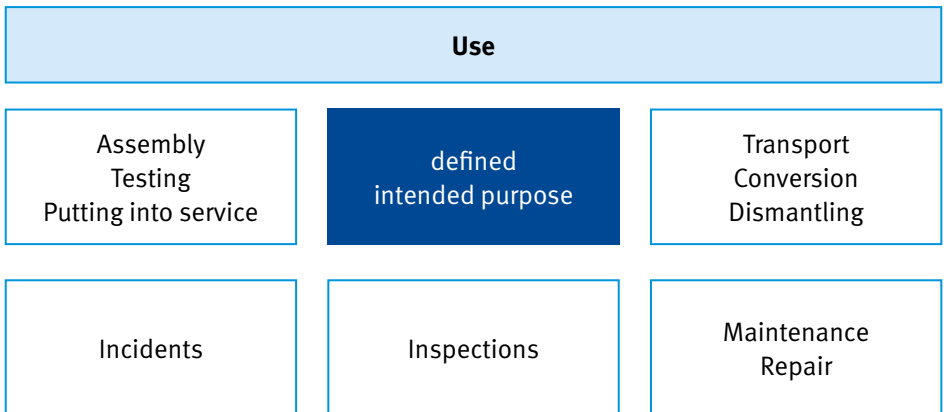 Use
Assembly
Testing
Putting into service
defined
intended purpose
Transport
Conversion
Dismantling
Incidents
Inspections
Maintenance
Repair